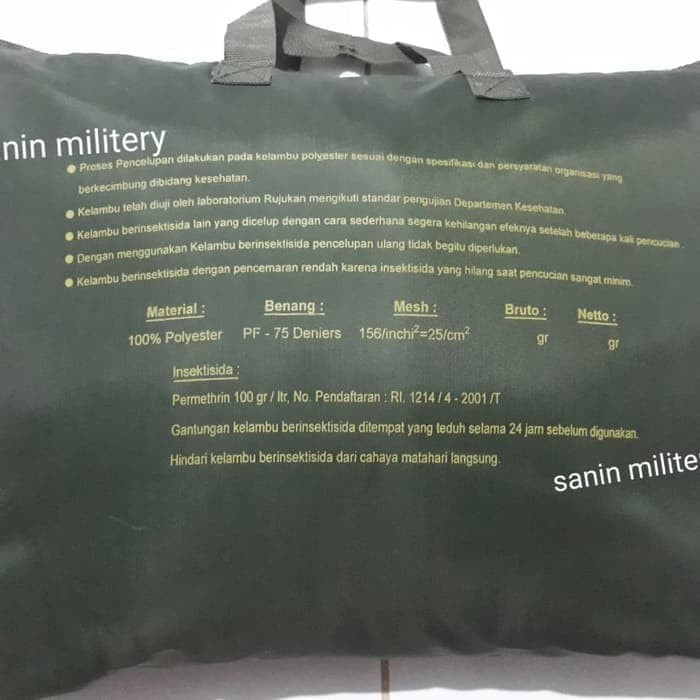 nin militery
● Proses Pencelupan dilakukan pada kelambu polyester sesuai dengan spesifikasi dan persyaratan organisasi yang
berkecimbung dibidang kesehatan.
● Kelambu telah diuji oleh laboratorium Rujukan mengikuti standar pengujian Departemen Kesehatan.
● Kelambu berinsektisida lain yang dicelup dengan cara sederhana segera kehilangan efeknya setelah beberapa kali pencucian.
● Dengan menggunakan Kelambu berinsektisida pencelupan ulang tidak begitu diperlukan.
● Kelambu berinsektisida dengan pencemaran rendah karena insektisida yang hilang saat pencucian sangat minim.
Material : Benang : Mesh : Bruto : Netto :
100% Polyester PF - 75 Deniers 156/inchi²=25/cm² gr gr
Insektisida :
Permethrin 100 gr / ltr, No. Pendaftaran : RI. 1214 / 4 - 2001 /T
Gantungan kelambu berinsektisida ditempat yang teduh selama 24 jam sebelum digunakan.
Hindari kelambu berinsektisida dari cahaya matahari langsung.
sanin milite